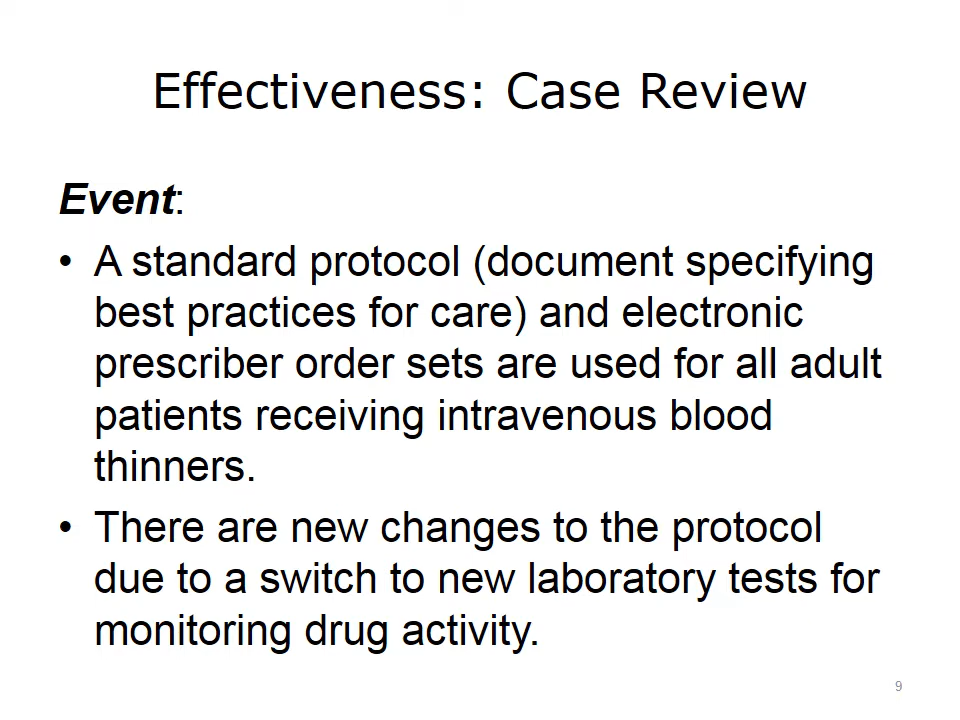 Effectiveness: Case Review
Event:
• A standard protocol (document specifying
best practices for care) and electronic
prescriber order sets are used for all adult
patients receiving intravenous blood
thinners.
• There are new changes to the protocol
due to a switch to new laboratory tests for
monitoring drug activity.
9